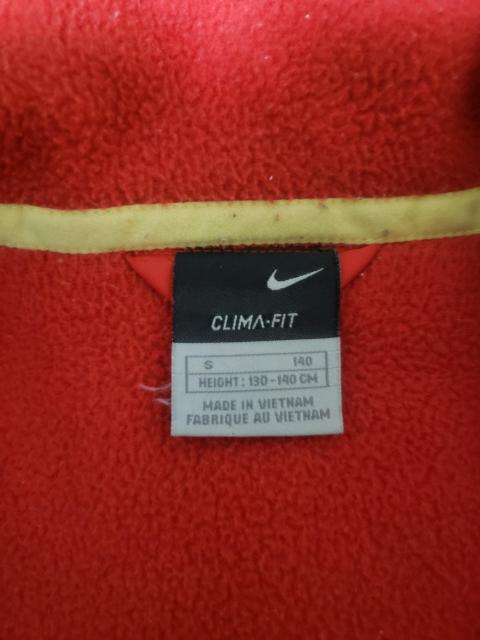 CLIMA-FIT
S 140
HEIGHT : 130 - 140 CM
MADE IN VIETNAM
FABRIQUE AU VIETNAM